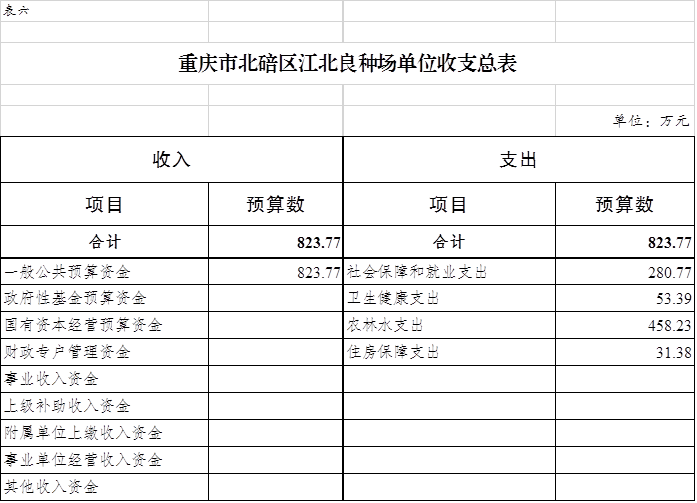 表六
重庆市北碚区江北良种场单位收支总表
单位：万元
收入 支出
项目 预算数 项目 预算数
合计 823.77 合计 823.77
一般公共预算资金 823.77 社会保障和就业支出 280.77
政府性基金预算资金 卫生健康支出 53.39
国有资本经营预算资金 农林水支出 458.23
财政专户管理资金 住房保障支出 31.38
事业收入资金
上级补助收入资金
附属单位上缴收入资金
事业单位经营收入资金
其他收入资金